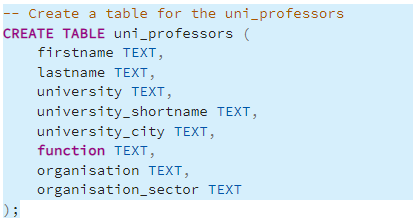 -- Create a table for the uni_professors
CREATE TABLE uni_professors (
    firstname TEXT,
    lastname TEXT,
    university TEXT,
    university_shortname TEXT,
    university_city TEXT,
    function TEXT,
    organisation TEXT,
    organisation_sector TEXT
);